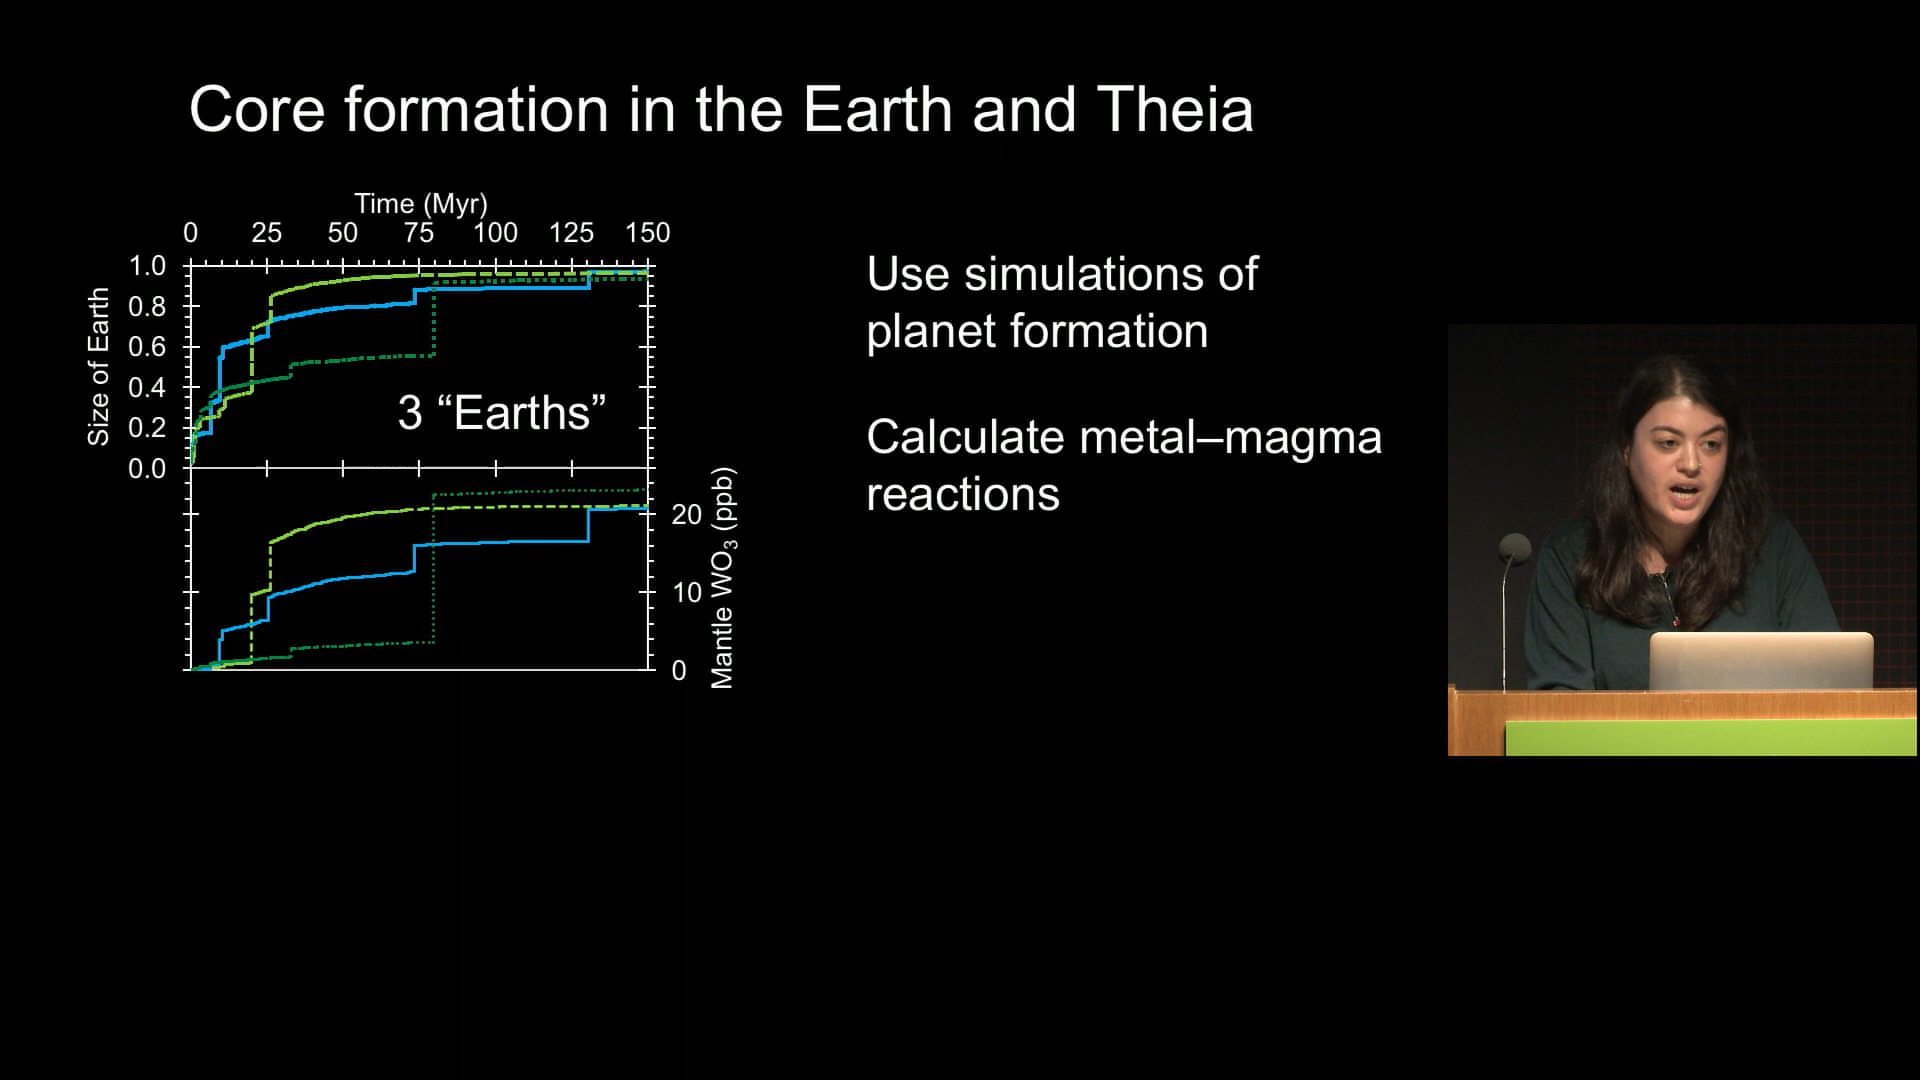 Core formation in the Earth and Theia
Time (Myr)
0 25 50 75 100 125 150
1.0
0.8
0.6
0.4
0.2
0.0
Size of Earth
3 “Earths”
20
10
0
Mantle WO₃ (ppb)
Use simulations of
planet formation
Calculate metal–magma
reactions